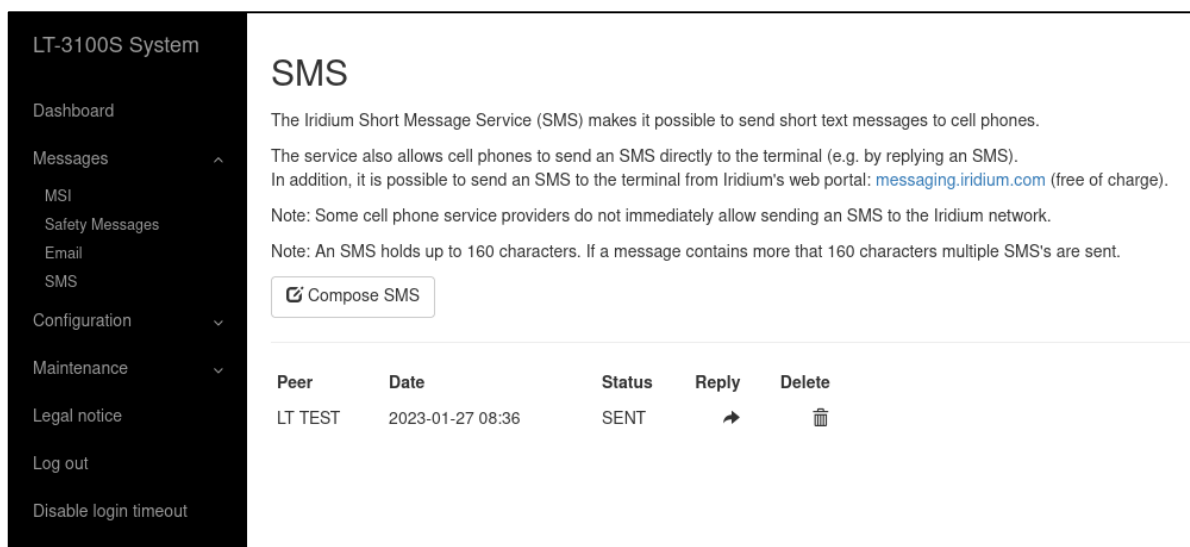 LT-3100S System
Dashboard
Messages
MSI
Safety Messages
Email
SMS
Configuration
Maintenance
Legal notice
Log out
Disable login timeout
SMS
The Iridium Short Message Service (SMS) makes it possible to send short text messages to cell phones.
The service also allows cell phones to send an SMS directly to the terminal (e.g. by replying an SMS).
In addition, it is possible to send an SMS to the terminal from Iridium's web portal: messaging.iridium.com (free of charge).
Note: Some cell phone service providers do not immediately allow sending an SMS to the Iridium network.
Note: An SMS holds up to 160 characters. If a message contains more that 160 characters multiple SMS's are sent.
Compose SMS
Peer Date Status Reply Delete
LT TEST 2023-01-27 08:36 SENT